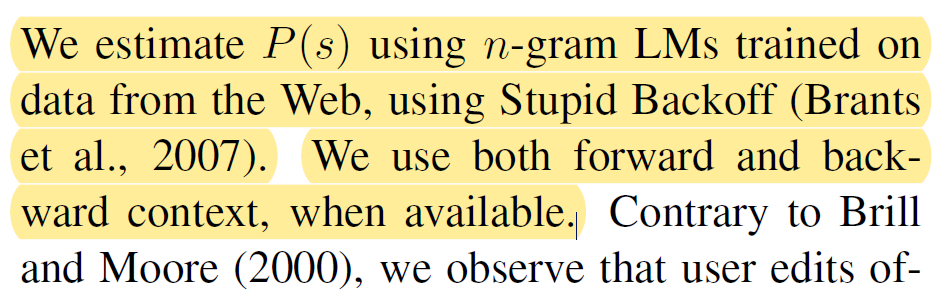 We estimate P(s) using n-gram LMs trained on
data from the Web, using Stupid Backoff (Brants
et al., 2007). We use both forward and back-
ward context, when available. Contrary to Brill
and Moore (2000), we observe that user edits of-